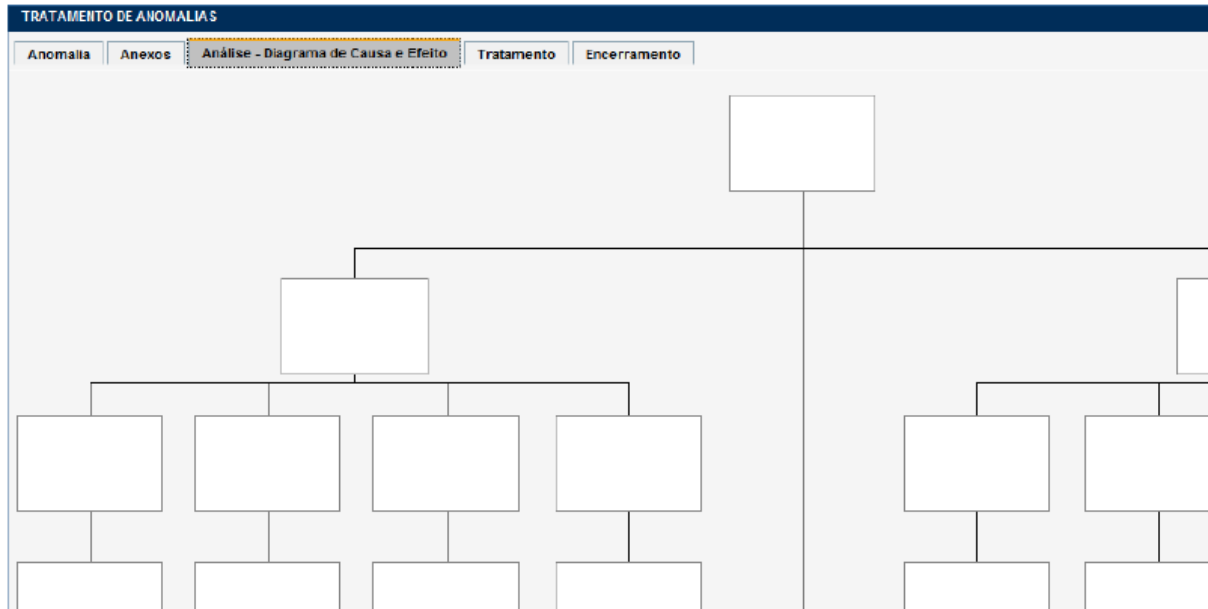 TRATAMENTO DE ANOMALIAS
Anomalia Anexos Análise - Diagrama de Causa e Efeito Tratamento Encerramento